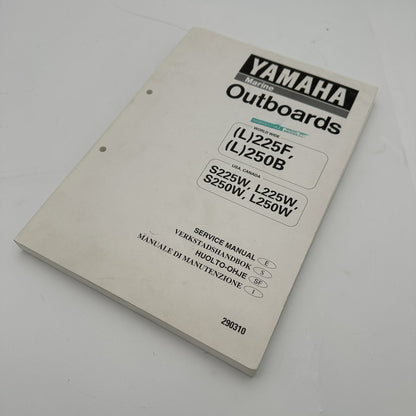 YAMAHA
Marine
Outboards
WORLD WIDE
(L)225F,
(L)250B
USA, CANADA
S225W, L225W,
S250W, L250W
SERVICE MANUAL E
VERKSTADSHANDBOK S
HUOLTO-OHJE SF
MANUALE DI MANUTENZIONE I
290310